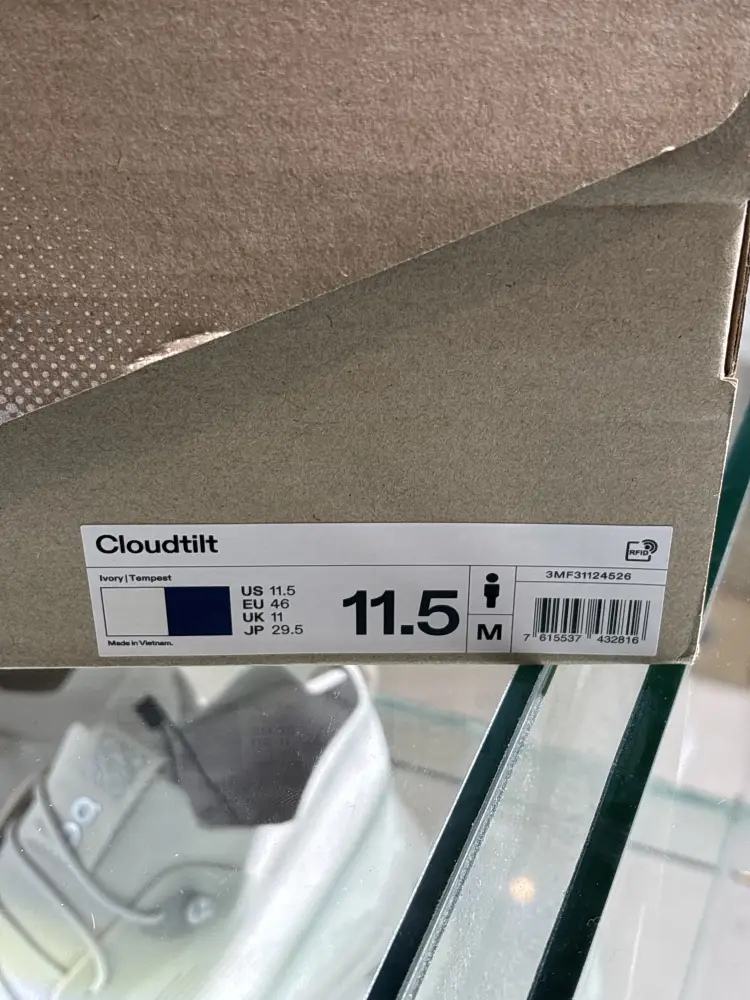 Cloudtilt
RFID
Ivory | Tempest
Made in Vietnam.
US 11.5
EU 46
UK 11
JP 29.5
11.5
M
3MF31124526
7 615537 432816